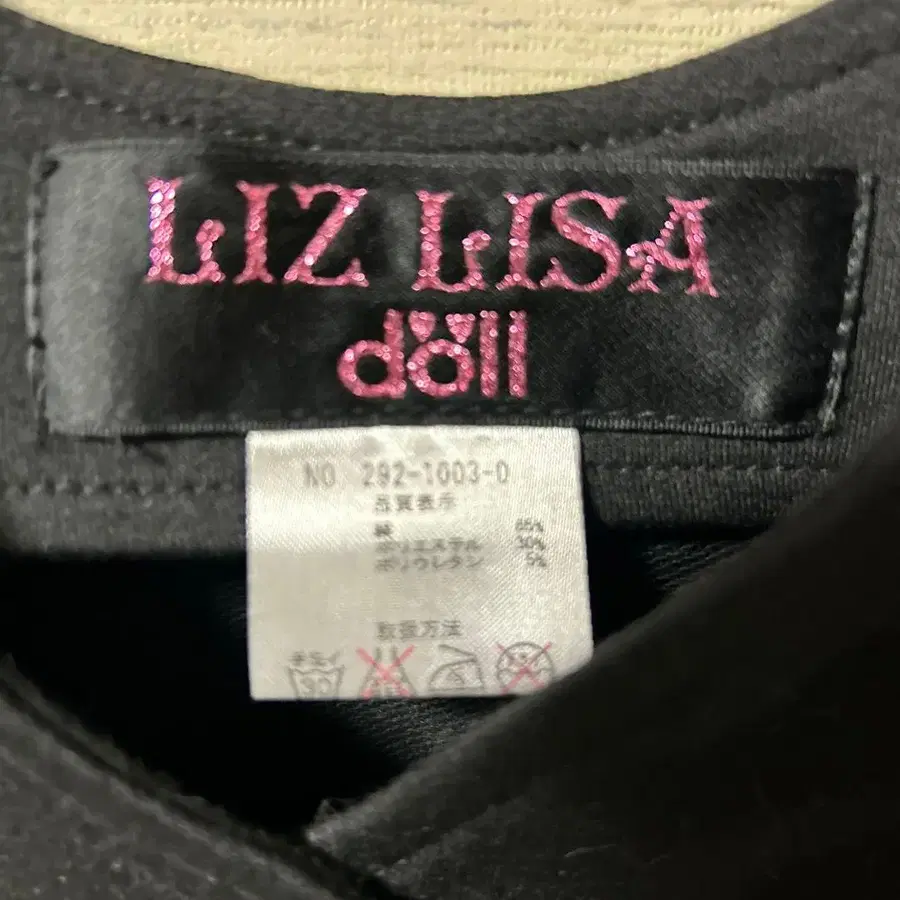 LIZ LISA
doll
NO 292-1003-0
品質表示
綿 65%
ポリエステル 30%
ポリウレタン 5%
取扱方法